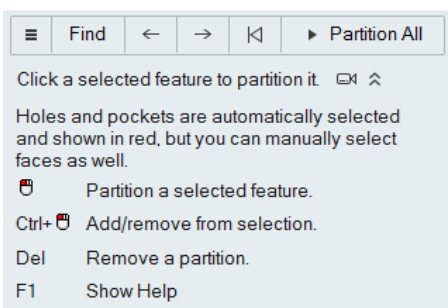 Find Partition All
Click a selected feature to partition it.
Holes and pockets are automatically selected
and shown in red, but you can manually select
faces as well.
Partition a selected feature.
Ctrl+ Add/remove from selection.
Del Remove a partition.
F1 Show Help